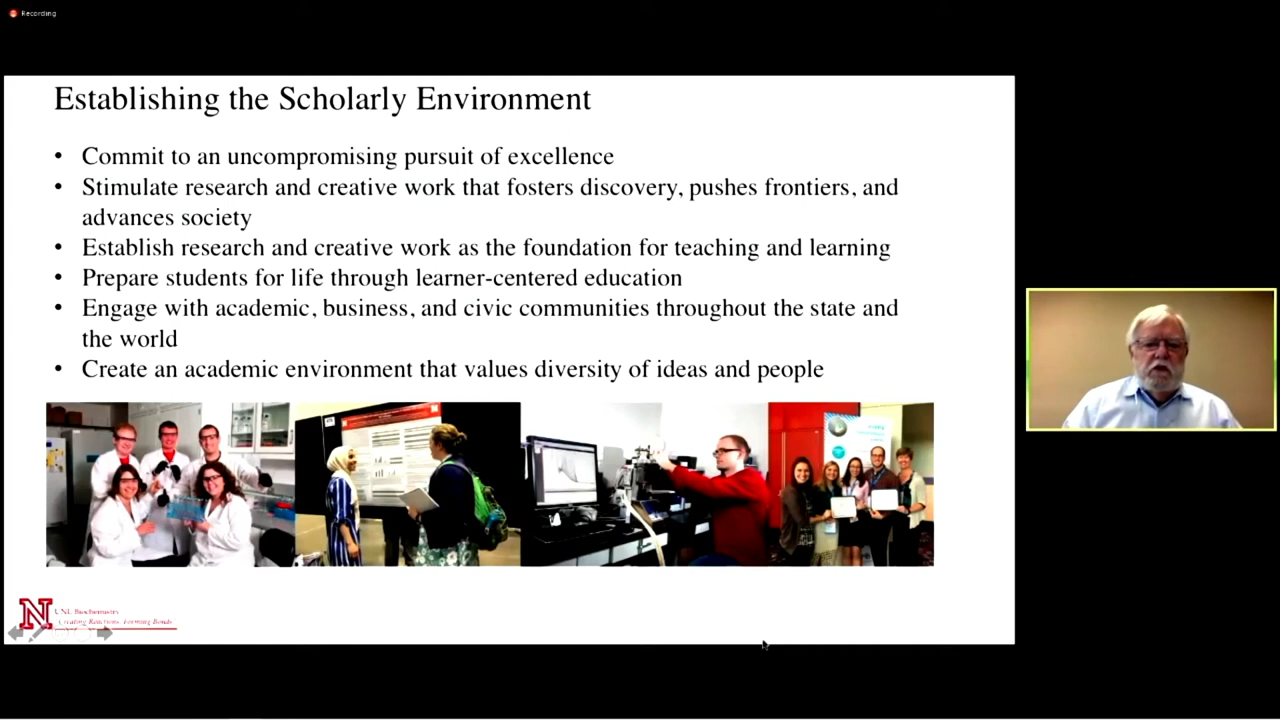 Recording
Establishing the Scholarly Environment
• Commit to an uncompromising pursuit of excellence
• Stimulate research and creative work that fosters discovery, pushes frontiers, and
advances society
• Establish research and creative work as the foundation for teaching and learning
• Prepare students for life through learner-centered education
• Engage with academic, business, and civic communities throughout the state and
the world
• Create an academic environment that values diversity of ideas and people
N
UNL Biochemistry
Creating Reactions. Forming Bonds